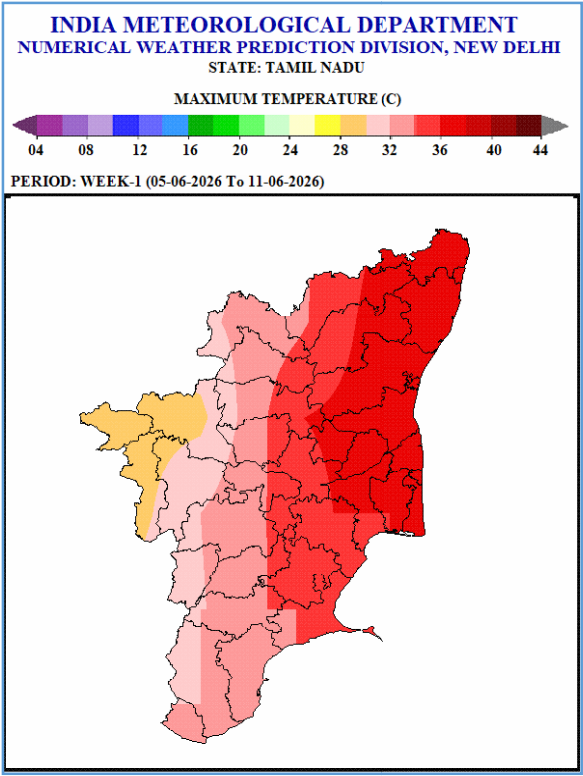 INDIA METEOROLOGICAL DEPARTMENT
NUMERICAL WEATHER PREDICTION DIVISION, NEW DELHI
STATE: TAMIL NADU
MAXIMUM TEMPERATURE (C)
04 08 12 16 20 24 28 32 36 40 44
PERIOD: WEEK-1 (05-06-2026 To 11-06-2026)